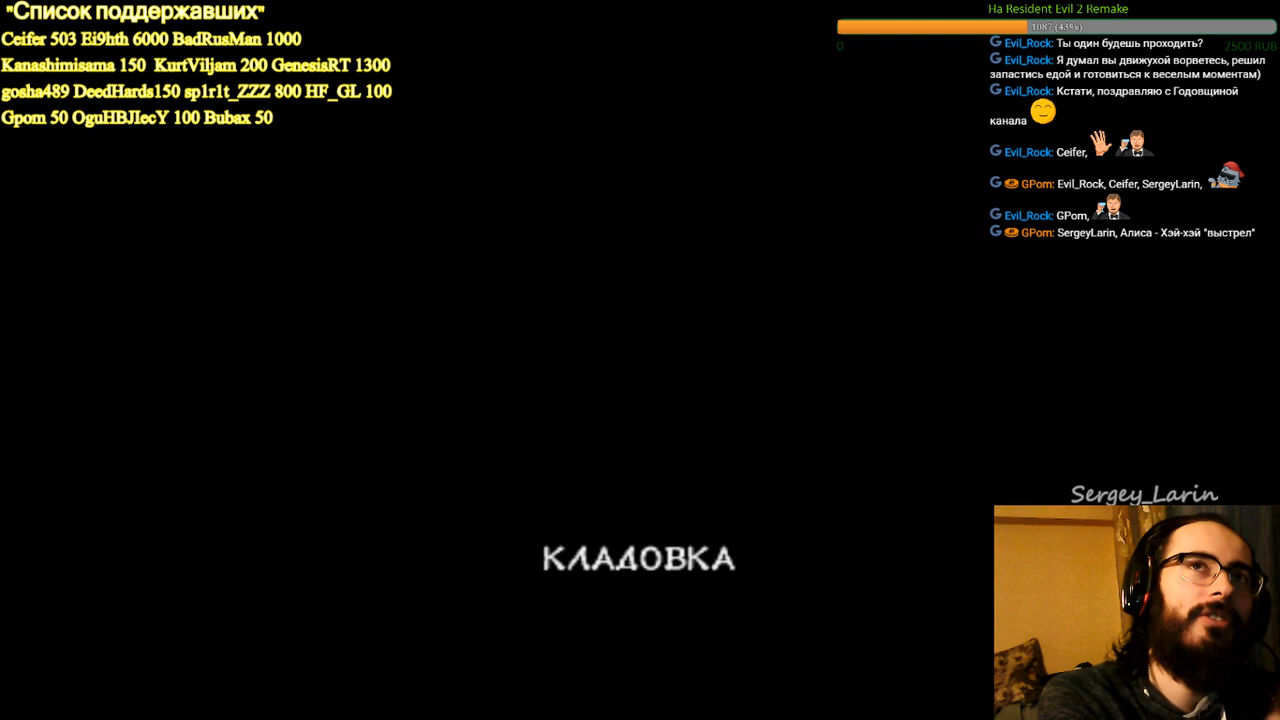 "Список поддержавших"
Ceifer 503 Ei9hth 6000 BadRusMan 1000
Kanashimisama 150 KurtViljam 200 GenesisRT 1300
gosha489 DeedHards150 sp1r1t_ZZZ 800 HF_GL 100
Gpom 50 OguHBJIecY 100 Bubax 50
На Resident Evil 2 Remake
1087 (43%)
0
2500 RUB
Evil_Rock: Ты один будешь проходить?
Evil_Rock: Я думал вы движухой ворветесь, решил
запастись едой и готовиться к веселым моментам)
Evil_Rock: Кстати, поздравляю с Годовщиной
канала
Evil_Rock: Ceifer,
GPom: Evil_Rock, Ceifer, SergeyLarin,
Evil_Rock: GPom,
GPom: SergeyLarin, Алиса - Хэй-хэй "выстрел"
Sergey_Larin
КЛАДОВКА